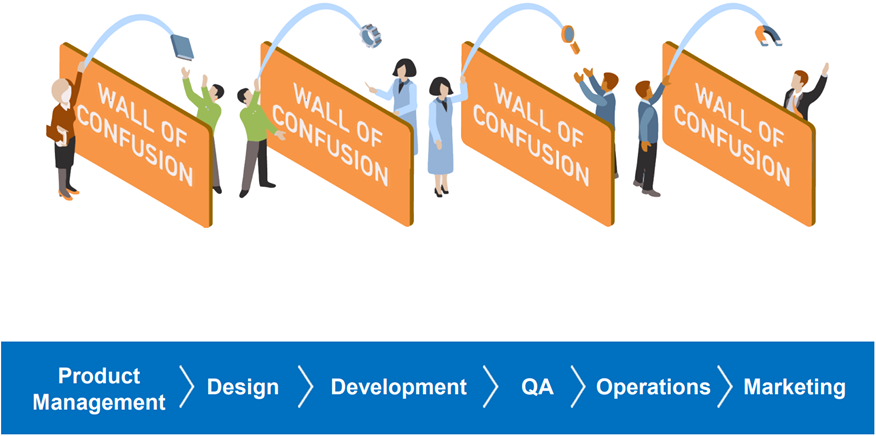 WALL OF
CONFUSION
WALL OF
CONFUSION
WALL OF
CONFUSION
WALL OF
CONFUSION
Product
Management
Design
Development
QA
Operations
Marketing